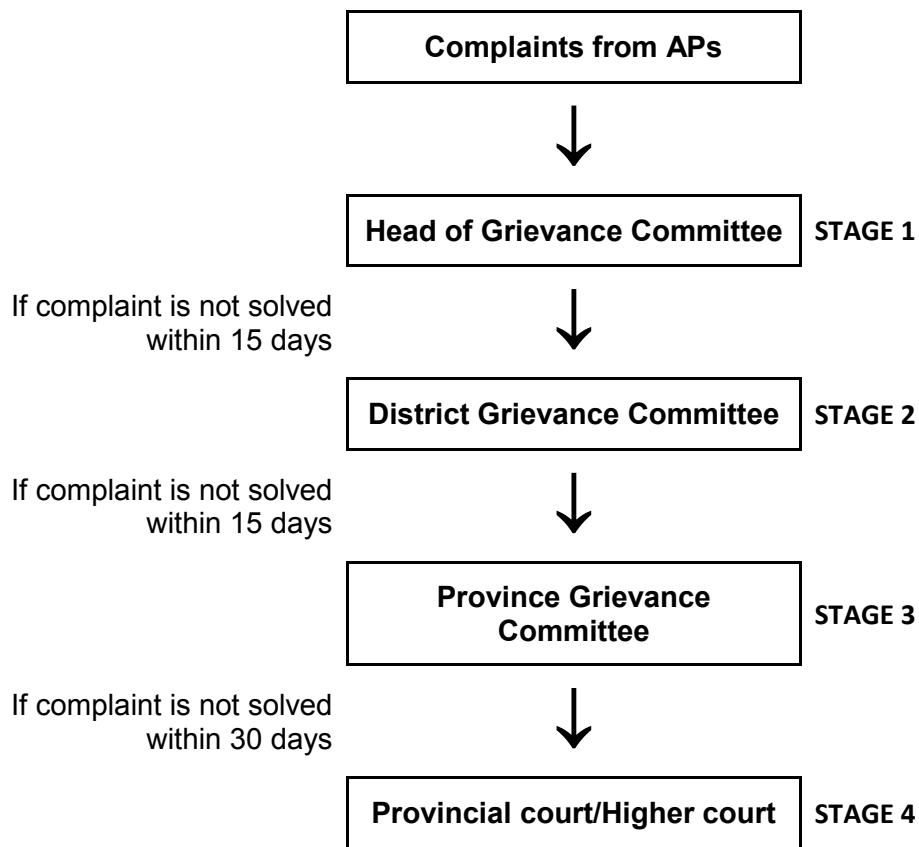 Complaints from APs
Head of Grievance Committee
STAGE 1
If complaint is not solved
within 15 days
District Grievance Committee
STAGE 2
If complaint is not solved
within 15 days
Province Grievance
Committee
STAGE 3
If complaint is not solved
within 30 days
Provincial court/Higher court
STAGE 4